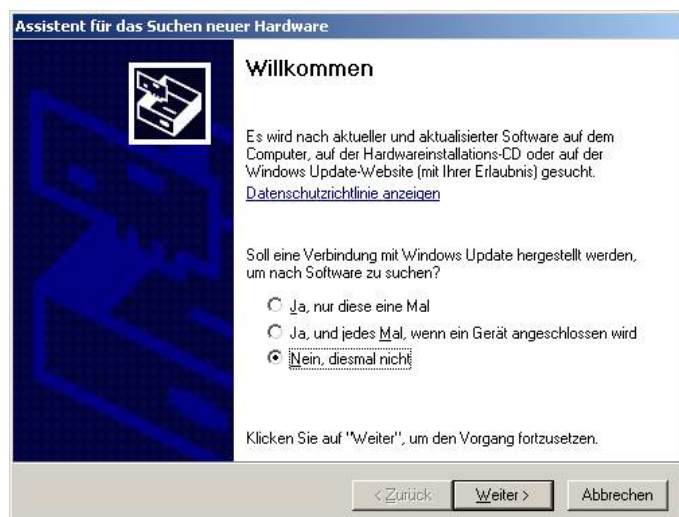 Assistent für das Suchen neuer Hardware
Willkommen
Es wird nach aktueller und aktualisierter Software auf dem
Computer, auf der Hardwareinstallations-CD oder auf der
Windows Update-Website (mit Ihrer Erlaubnis) gesucht.
Datenschutzrichtlinie anzeigen
Soll eine Verbindung mit Windows Update hergestellt werden,
um nach Software zu suchen?
Ja, nur diese eine Mal
Ja, und jedes Mal, wenn ein Gerät angeschlossen wird
Nein, diesmal nicht
Klicken Sie auf "Weiter", um den Vorgang fortzusetzen.
< Zurück Weiter > Abbrechen